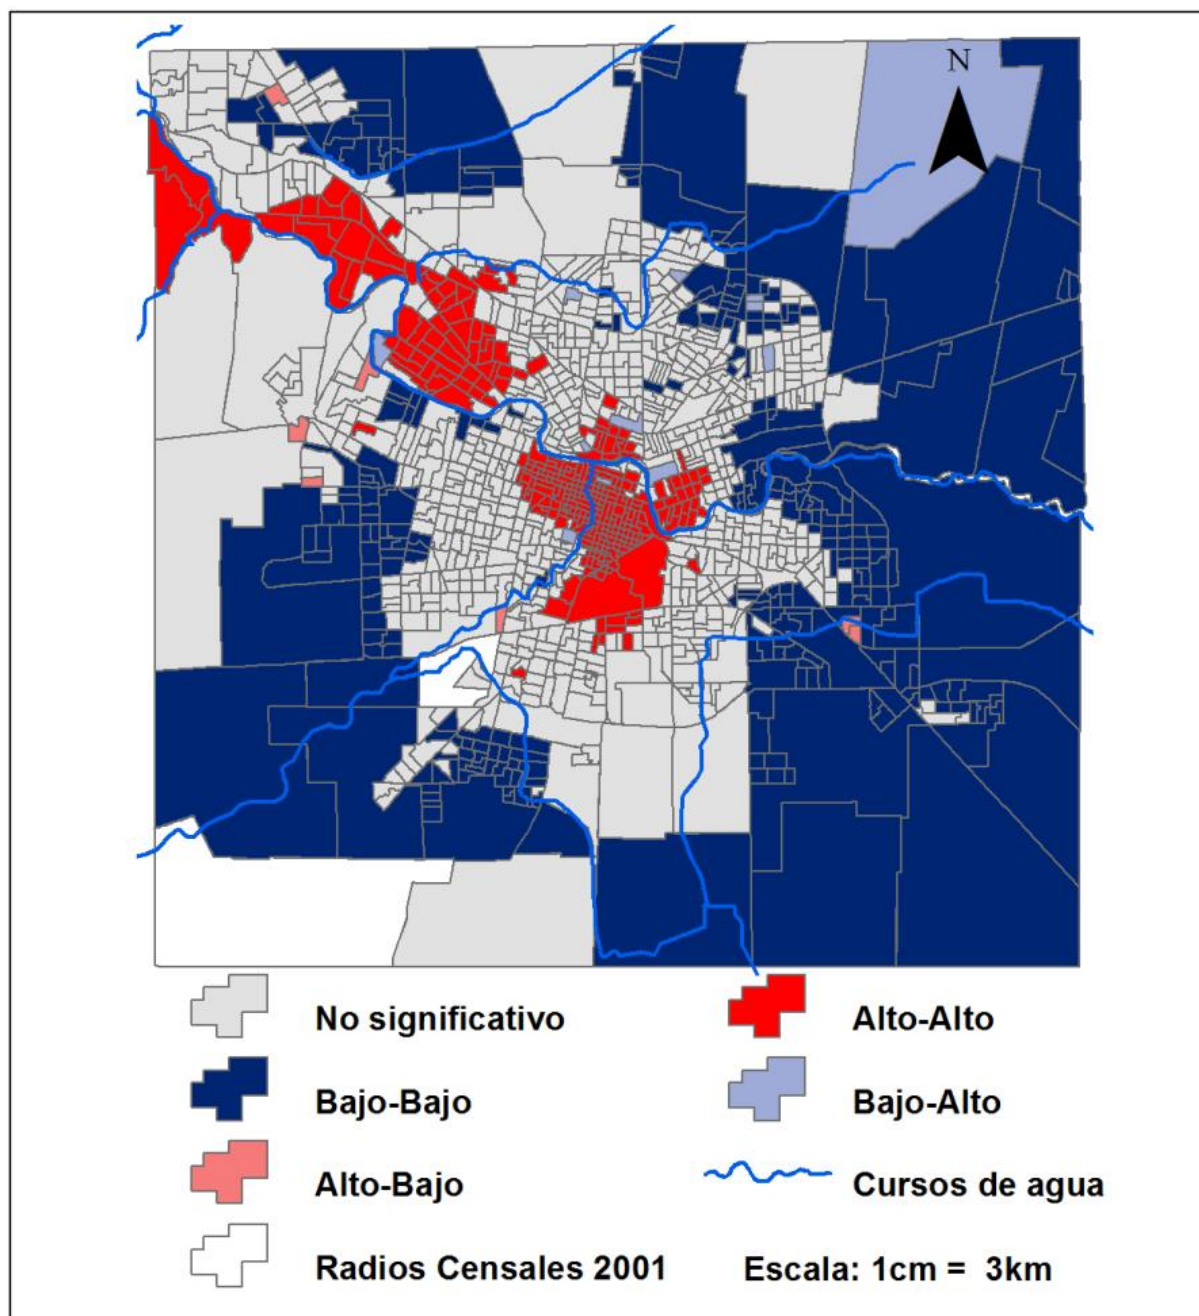 N
No significativo
Alto-Alto
Bajo-Bajo
Bajo-Alto
Alto-Bajo
Cursos de agua
Radios Censales 2001
Escala: 1cm = 3km